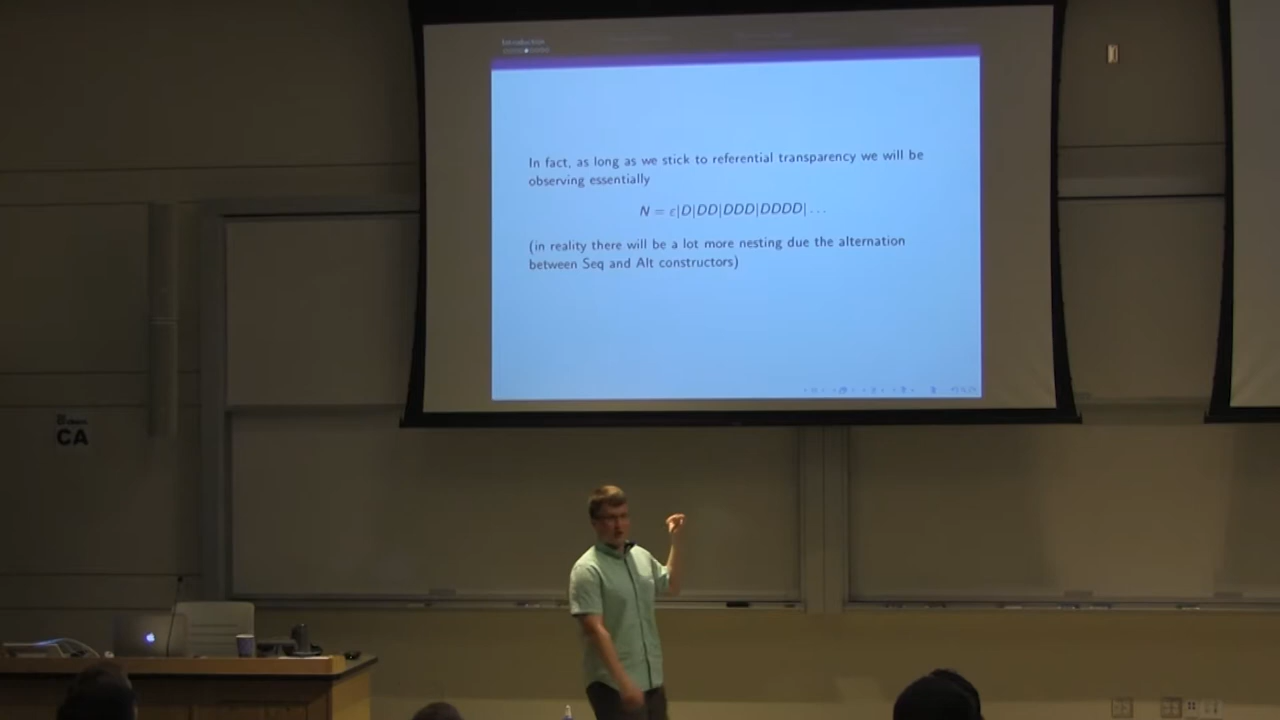 Introduction
In fact, as long as we stick to referential transparency we will be
observing essentially
N = ε|D|DD|DDD|DDDD| . . .
(in reality there will be a lot more nesting due the alternation
between Seq and Alt constructors)
CA